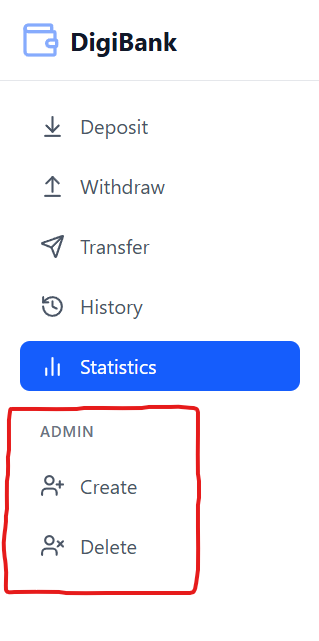 DigiBank
Deposit
Withdraw
Transfer
History
Statistics
ADMIN
Create
Delete